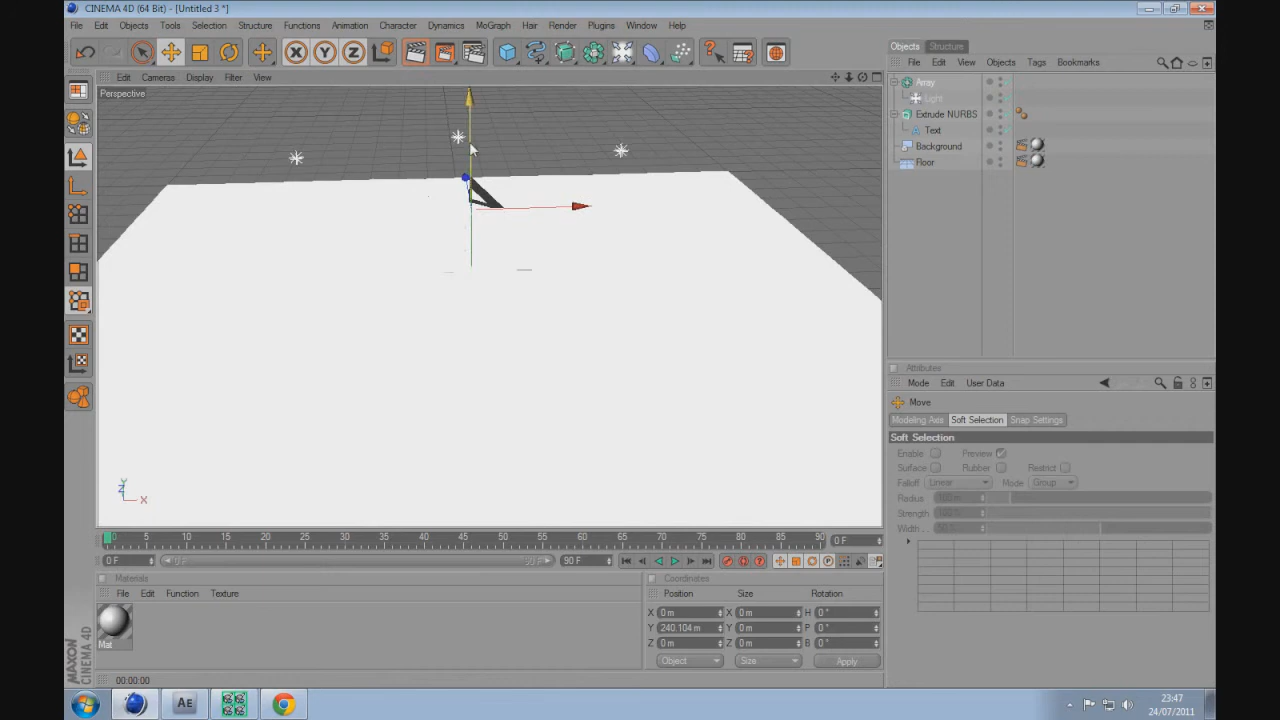 CINEMA 4D (64 Bit) - [Untitled 3 *]
File Edit Objects Tools Selection Structure Functions Animation Character Dynamics MoGraph Hair Render Plugins Window Help
X Y Z
Edit Cameras Display Filter View
Perspective
Y
Z
X
Objects Structure
File Edit View Objects Tags Bookmarks
Array
Light
Extrude NURBS
Text
Background
Floor
Attributes
Mode Edit User Data
Move
Modeling Axis Soft Selection Snap Settings
Soft Selection
Enable Preview
Surface Rubber Restrict
Falloff Linear Mode Group
Radius
Strength
Width
0 5 10 15 20 25 30 35 40 45 50 55 60 65 70 75 80 85 90 0 F
0 F 90 F
Materials
File Edit Function Texture
Mat
Coordinates
Position Size Rotation
X 0 m X 0 m H 0 °
Y 240.104 m Y 0 m P 0 °
Z 0 m Z 0 m B 0 °
Object Size Apply
MAXON
CINEMA 4D
00:00:00
AE
23:47
24/07/2011